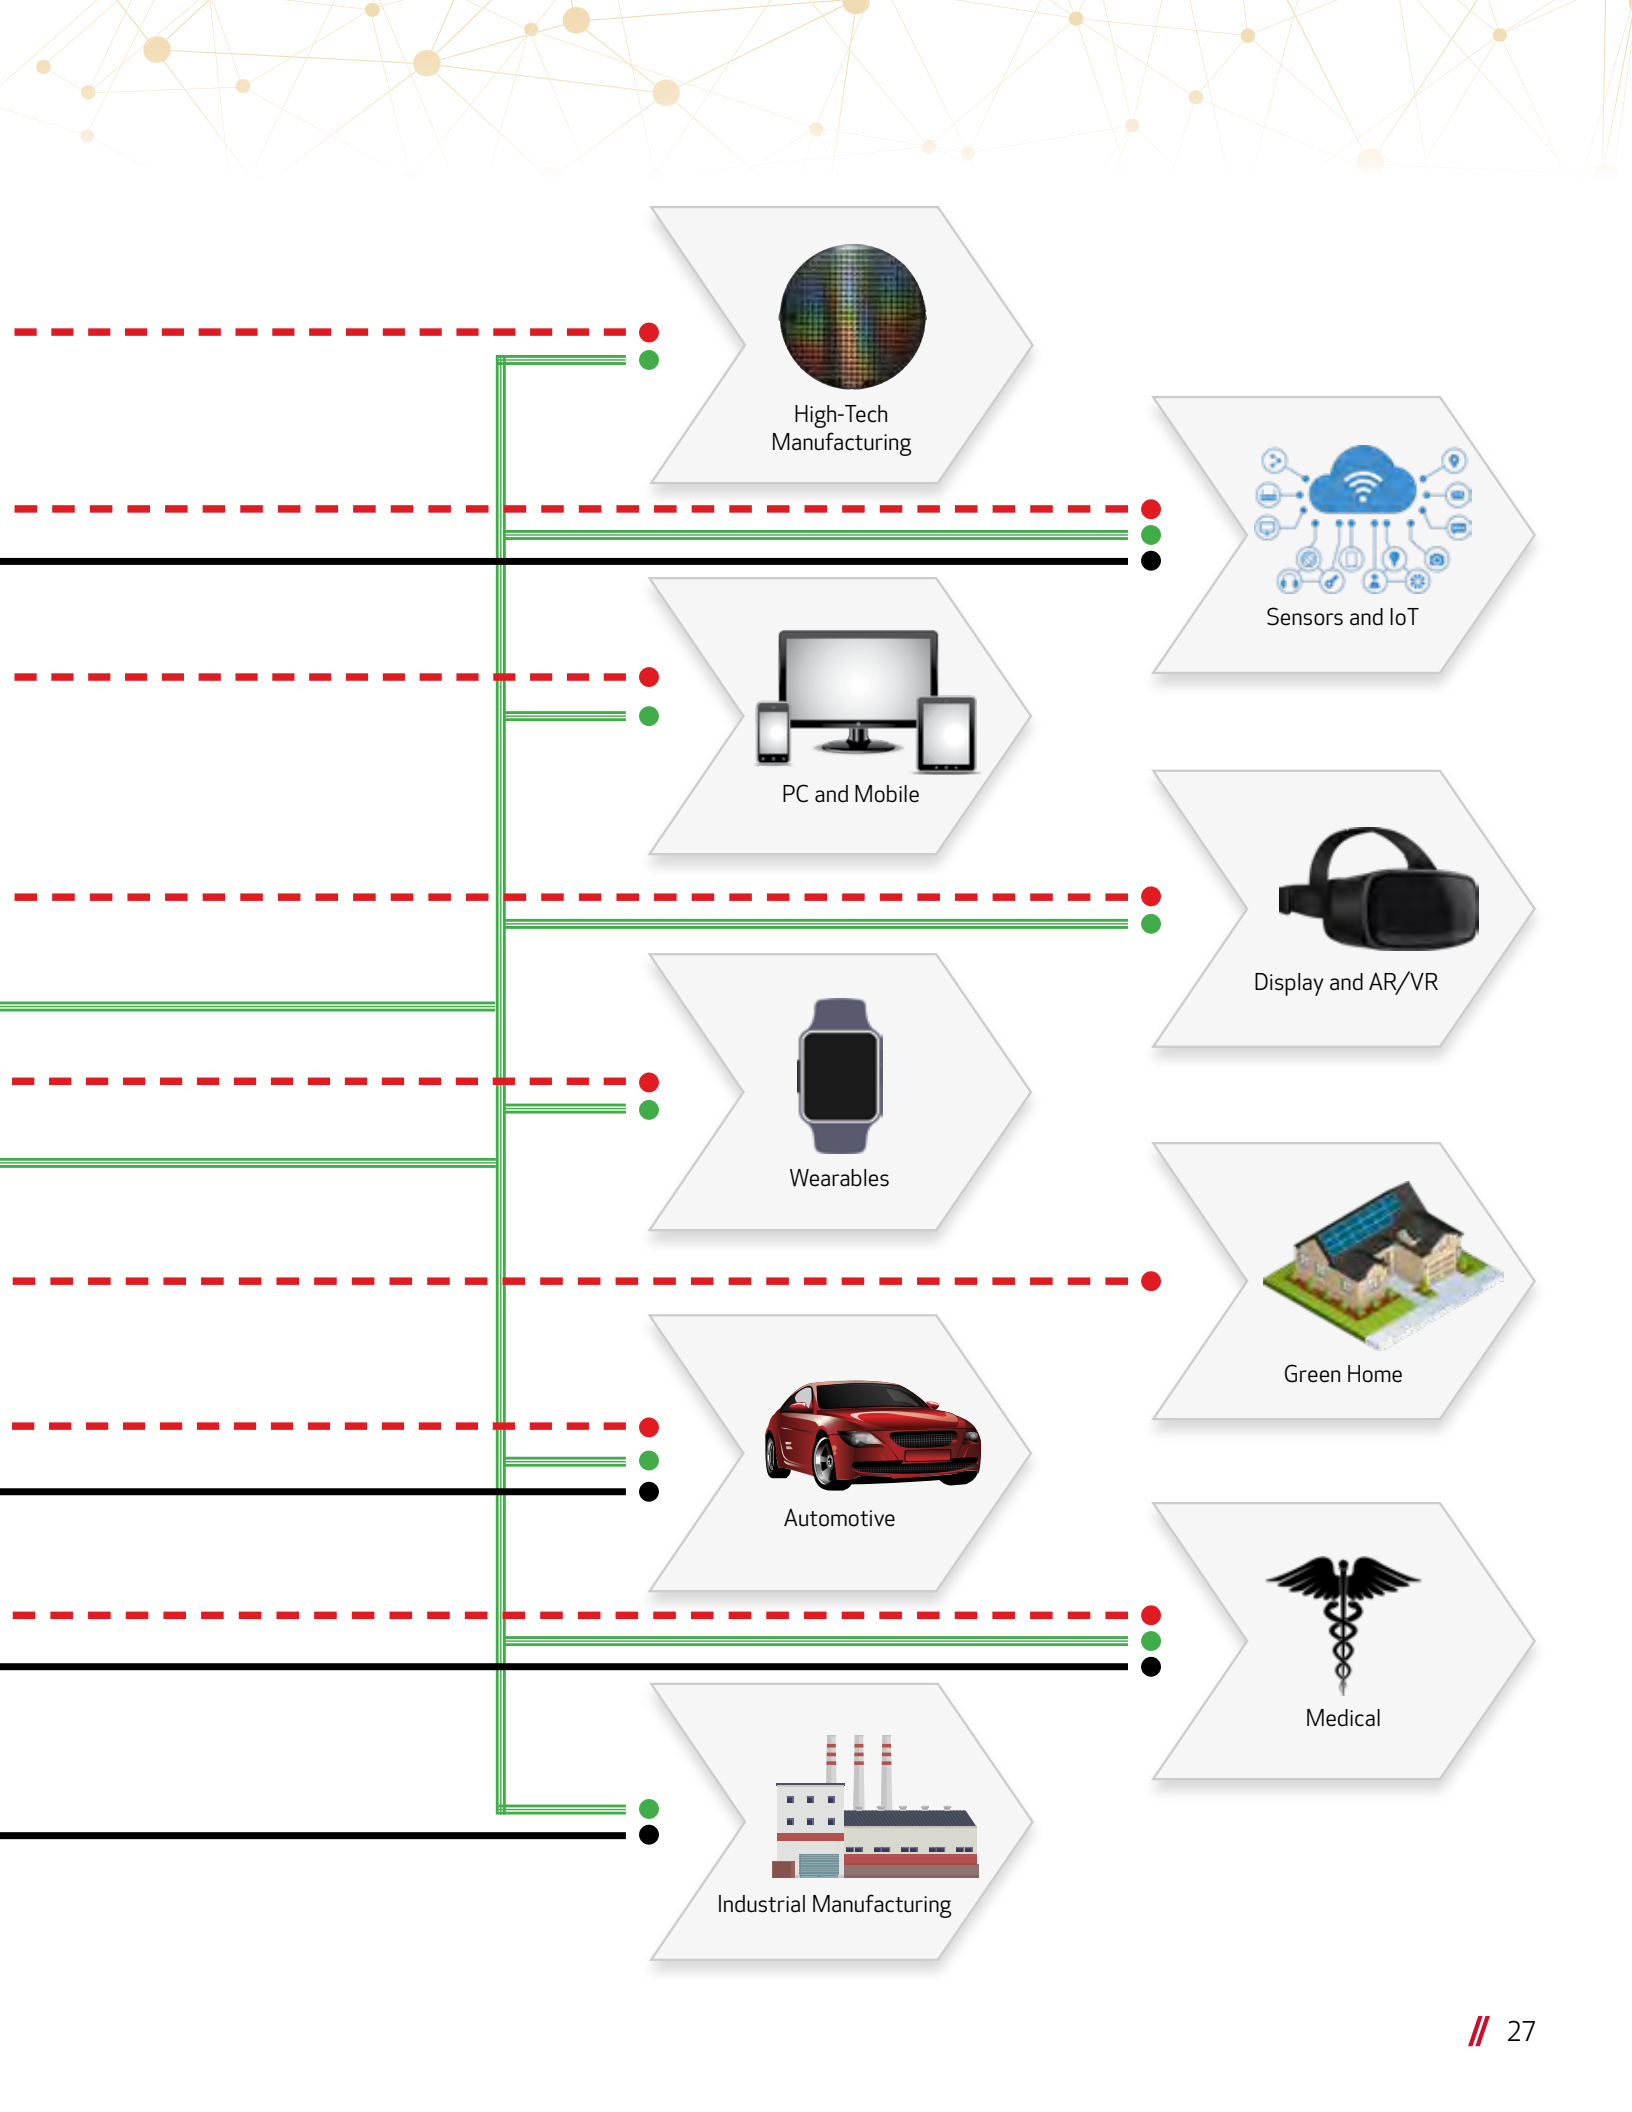 High-Tech
Manufacturing
Sensors and IoT
PC and Mobile
Display and AR/VR
Wearables
Green Home
Automotive
Medical
Industrial Manufacturing
// 27